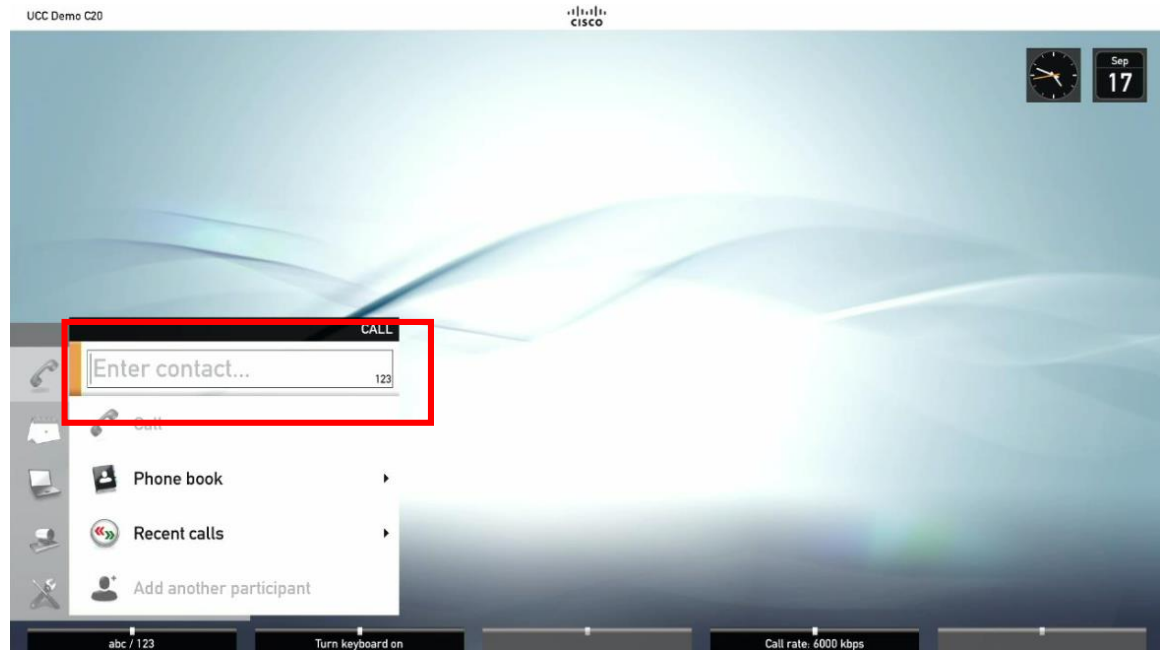 UCC Demo C20
CISCO
Sep
17
CALL
Enter contact...
123
Call
Phone book
Recent calls
Add another participant
abc / 123
Turn keyboard on
Call rate: 6000 kbps